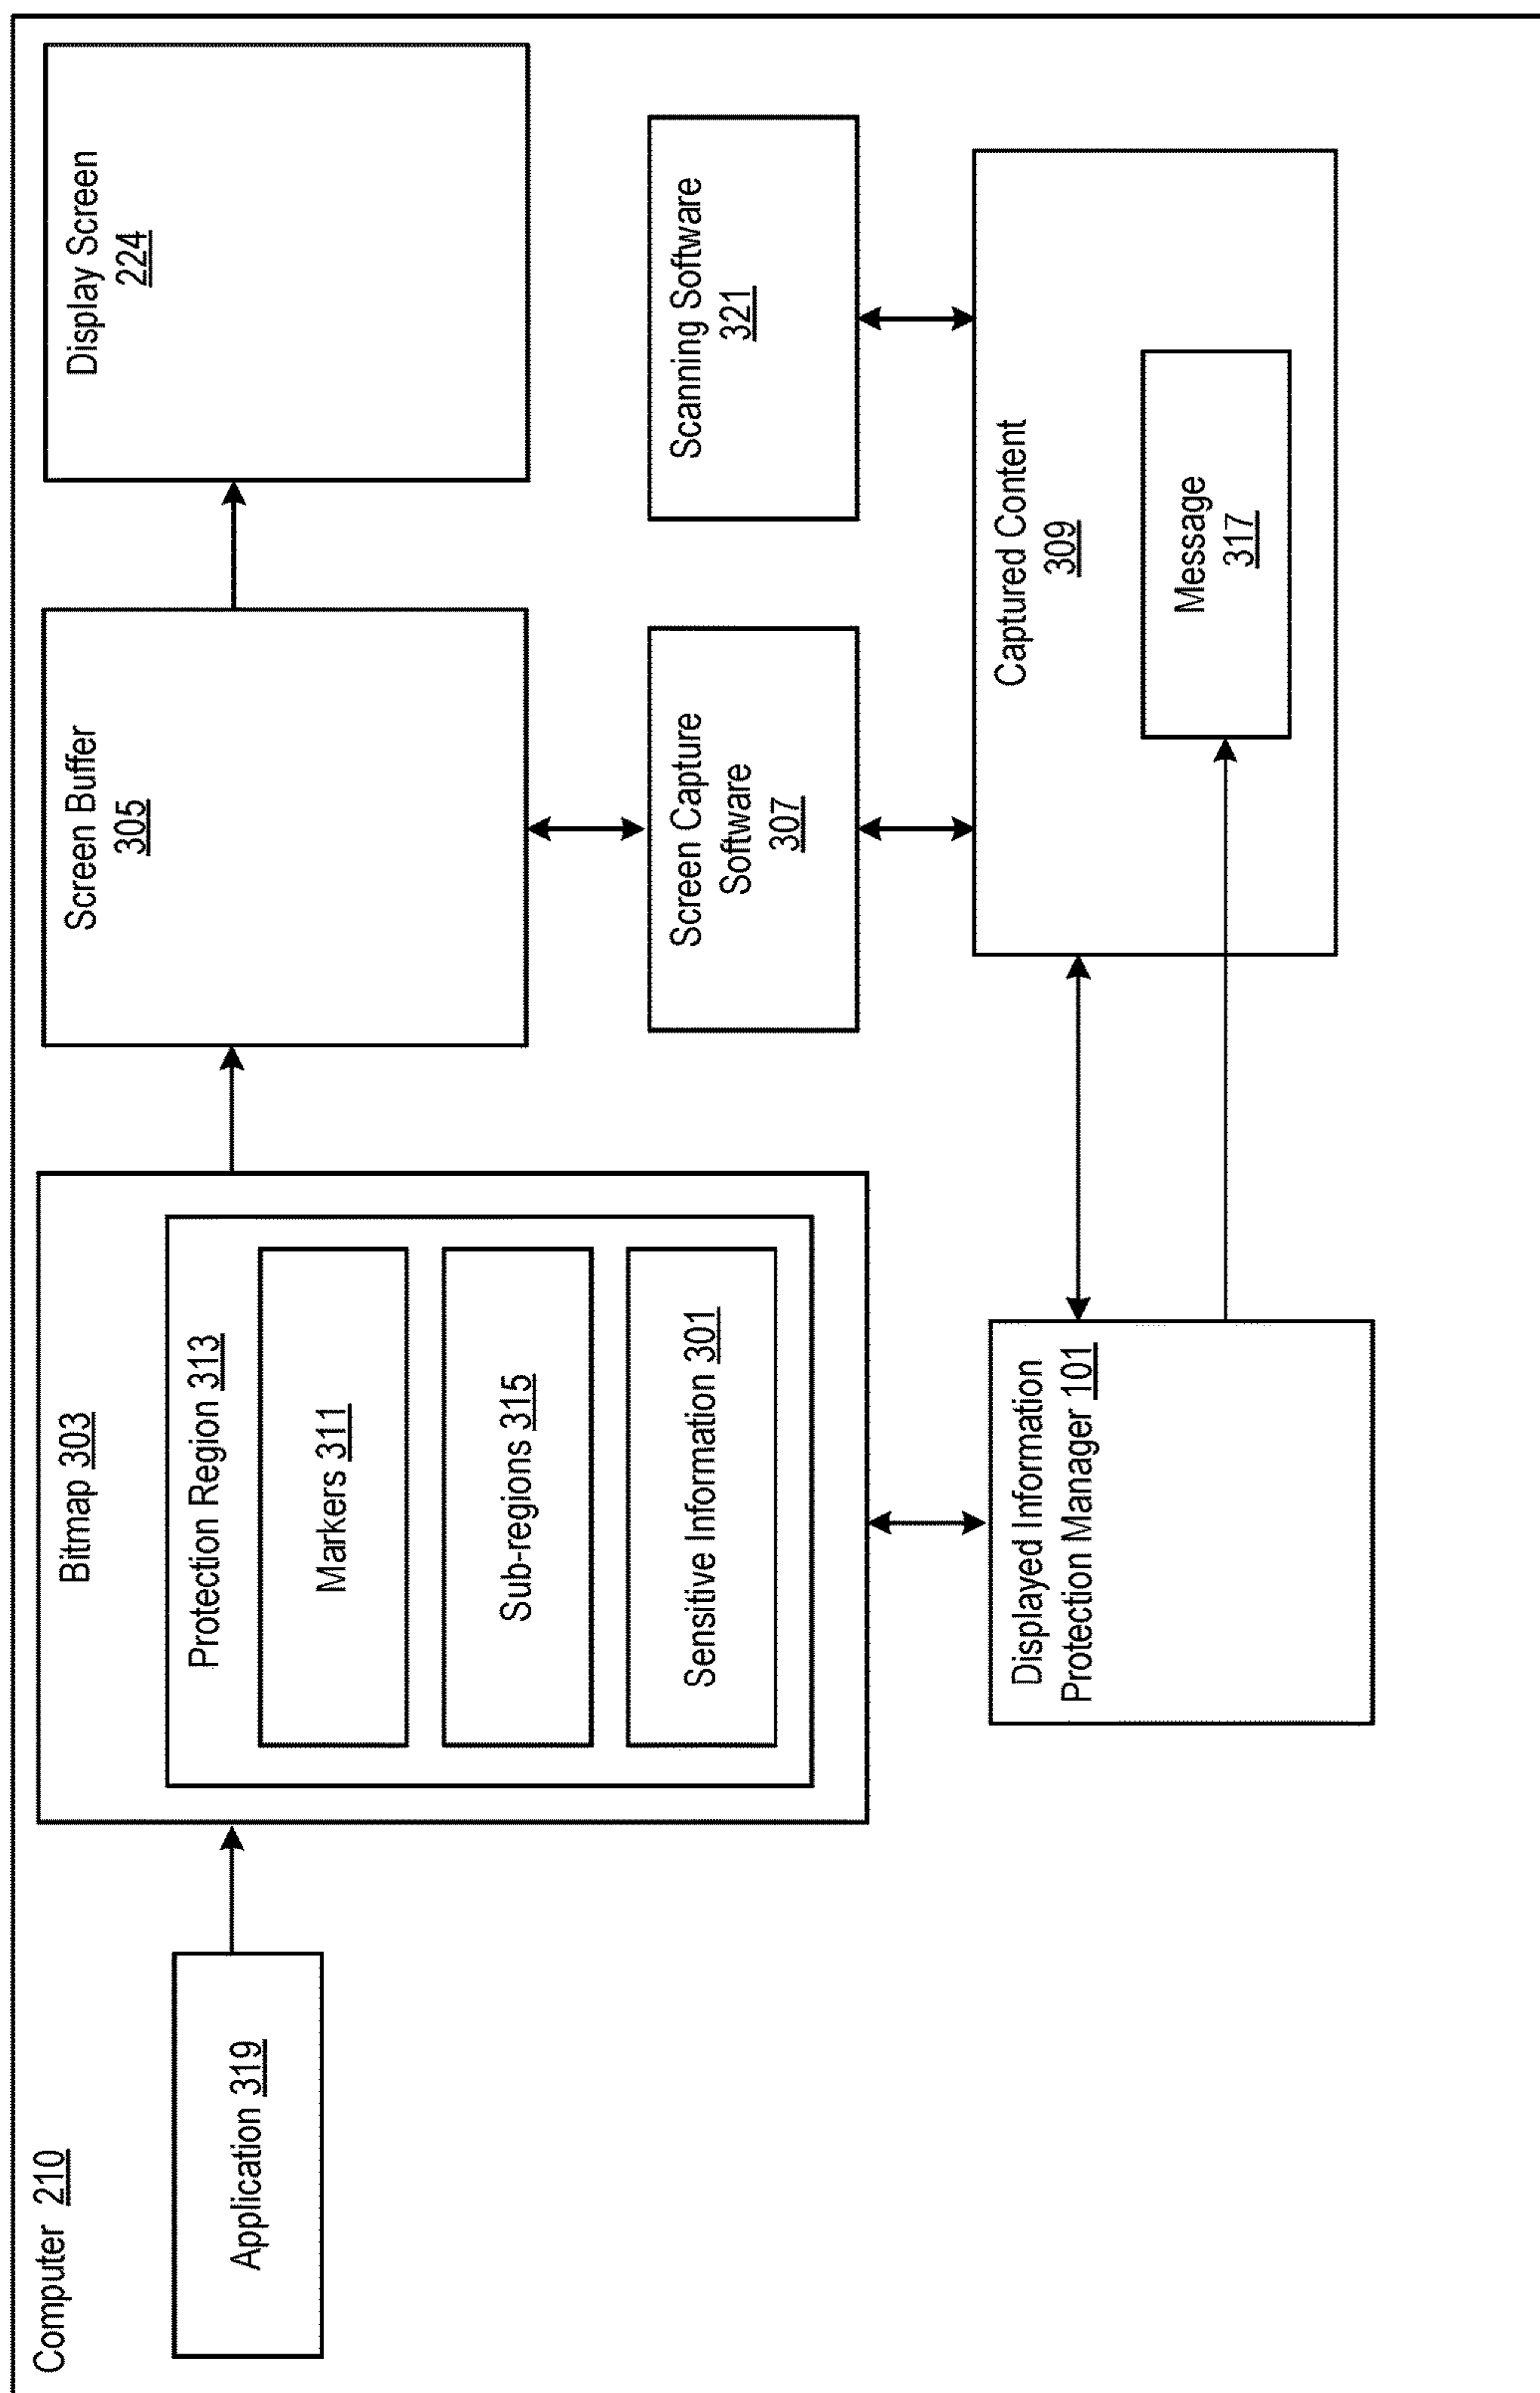 Computer 210
Application 319
Bitmap 303
Protection Region 313
Markers 311
Sub-regions 315
Sensitive Information 301
Screen Buffer
305
Display Screen
224
Screen Capture
Software
307
Scanning Software
321
Displayed Information
Protection Manager 101
Captured Content
309
Message
317